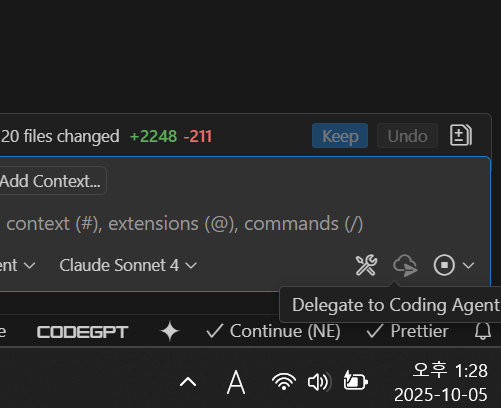 20 files changed +2248 -211 Keep Undo
Add Context...
context (#), extensions (@), commands (/)
Claude Sonnet 4
Delegate to Coding Agent
CODEGPT Continue (NE) Prettier
A 오후 1:28
2025-10-05